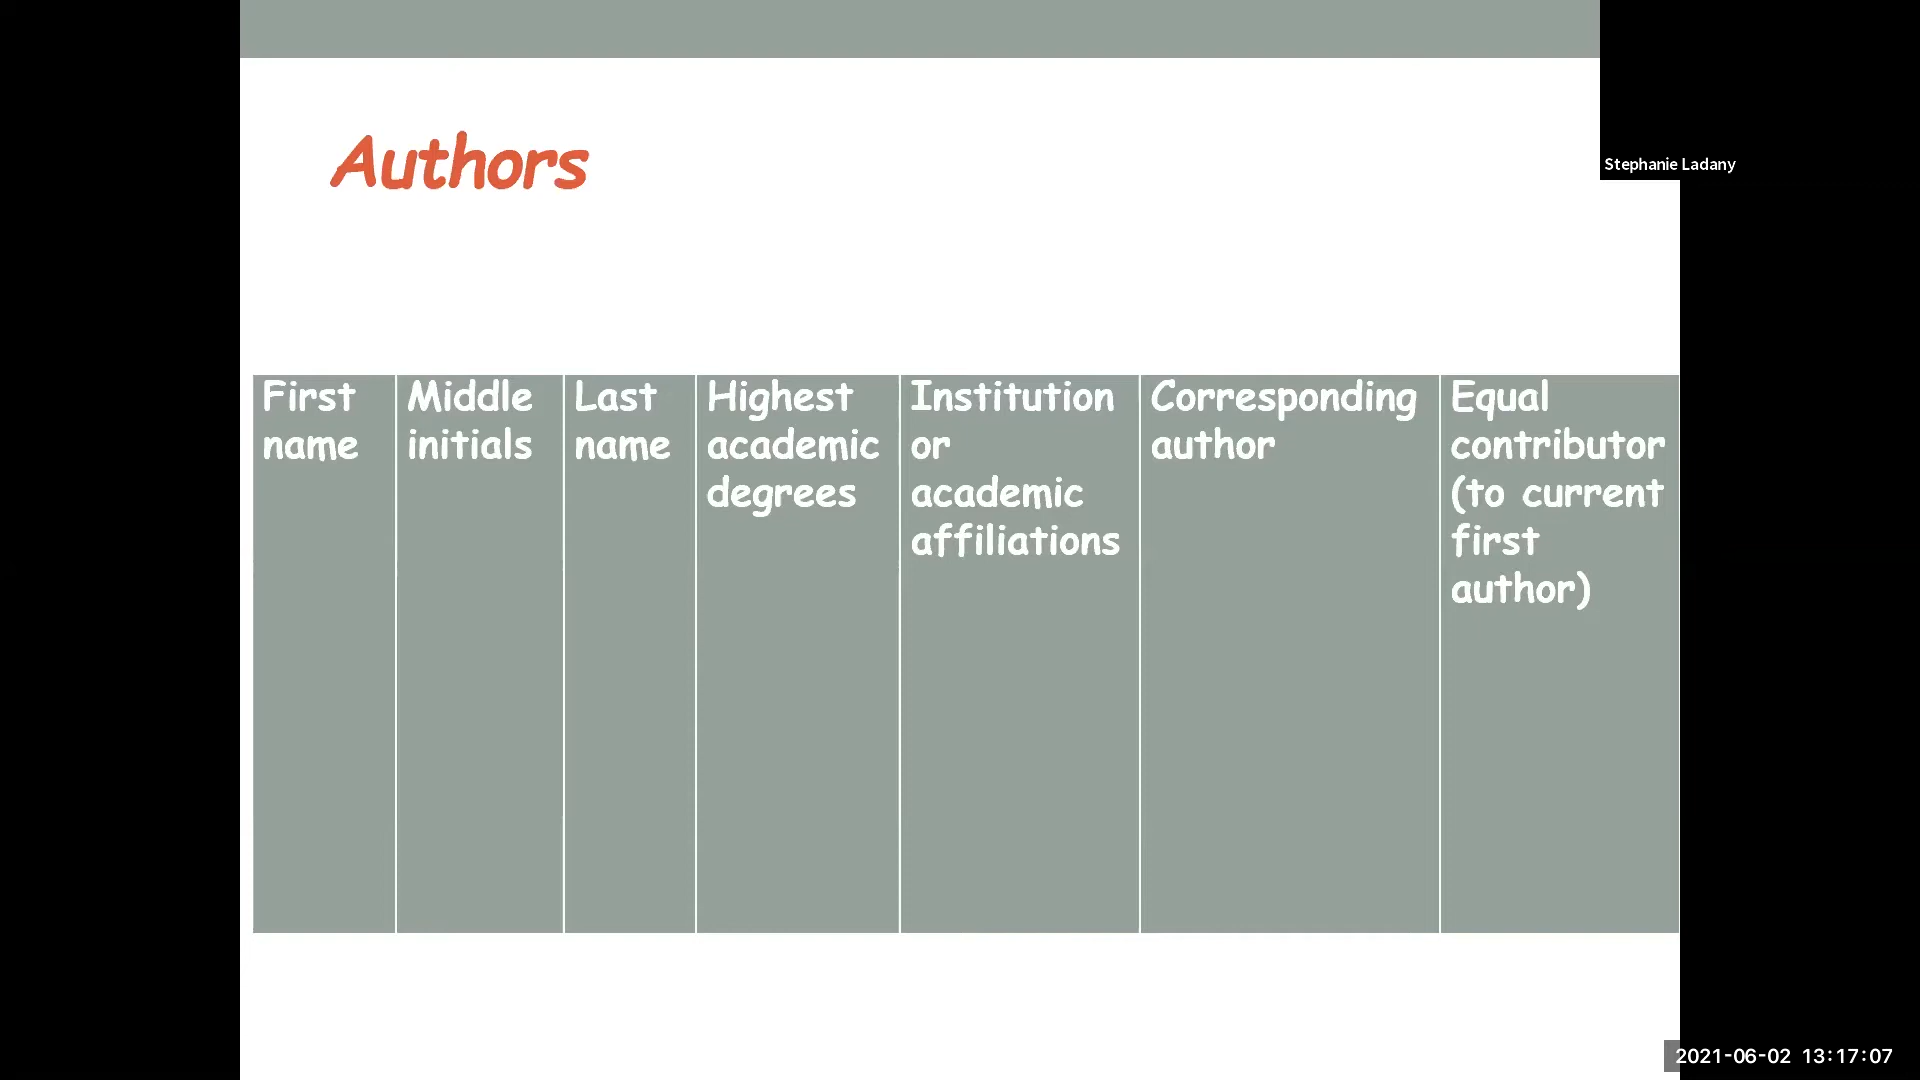 Authors
Stephanie Ladany
First
name
Middle
initials
Last
name
Highest
academic
degrees
Institution
or
academic
affiliations
Corresponding
author
Equal
contributor
(to current
first
author)
2021-06-02 13:17:07